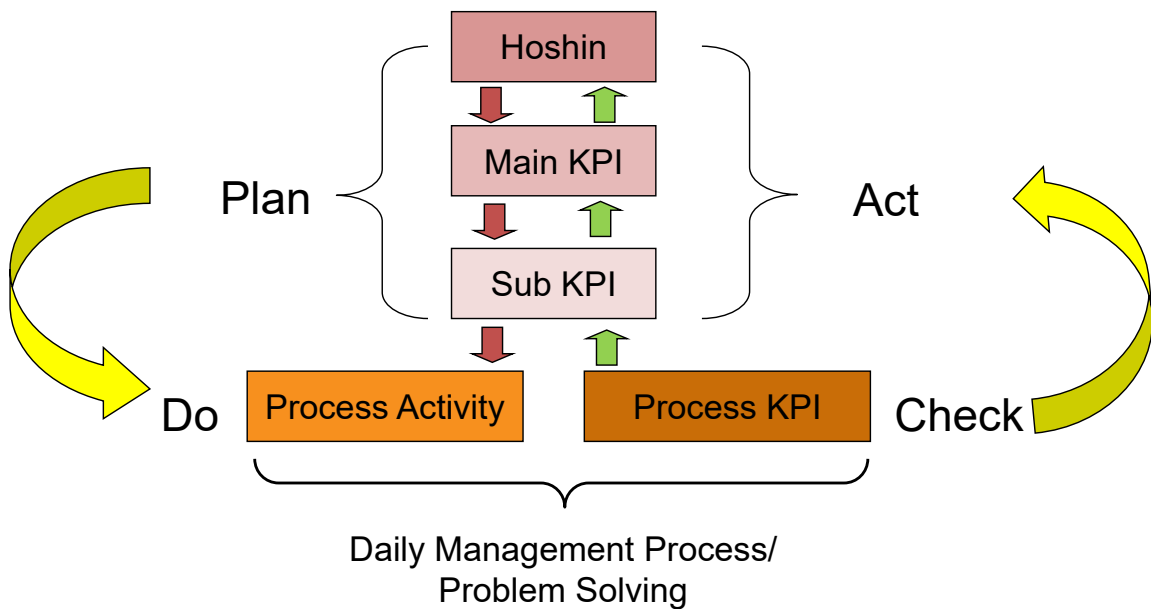 Hoshin
Main KPI
Plan
Act
Sub KPI
Do
Process Activity
Process KPI
Check
Daily Management Process/
Problem Solving